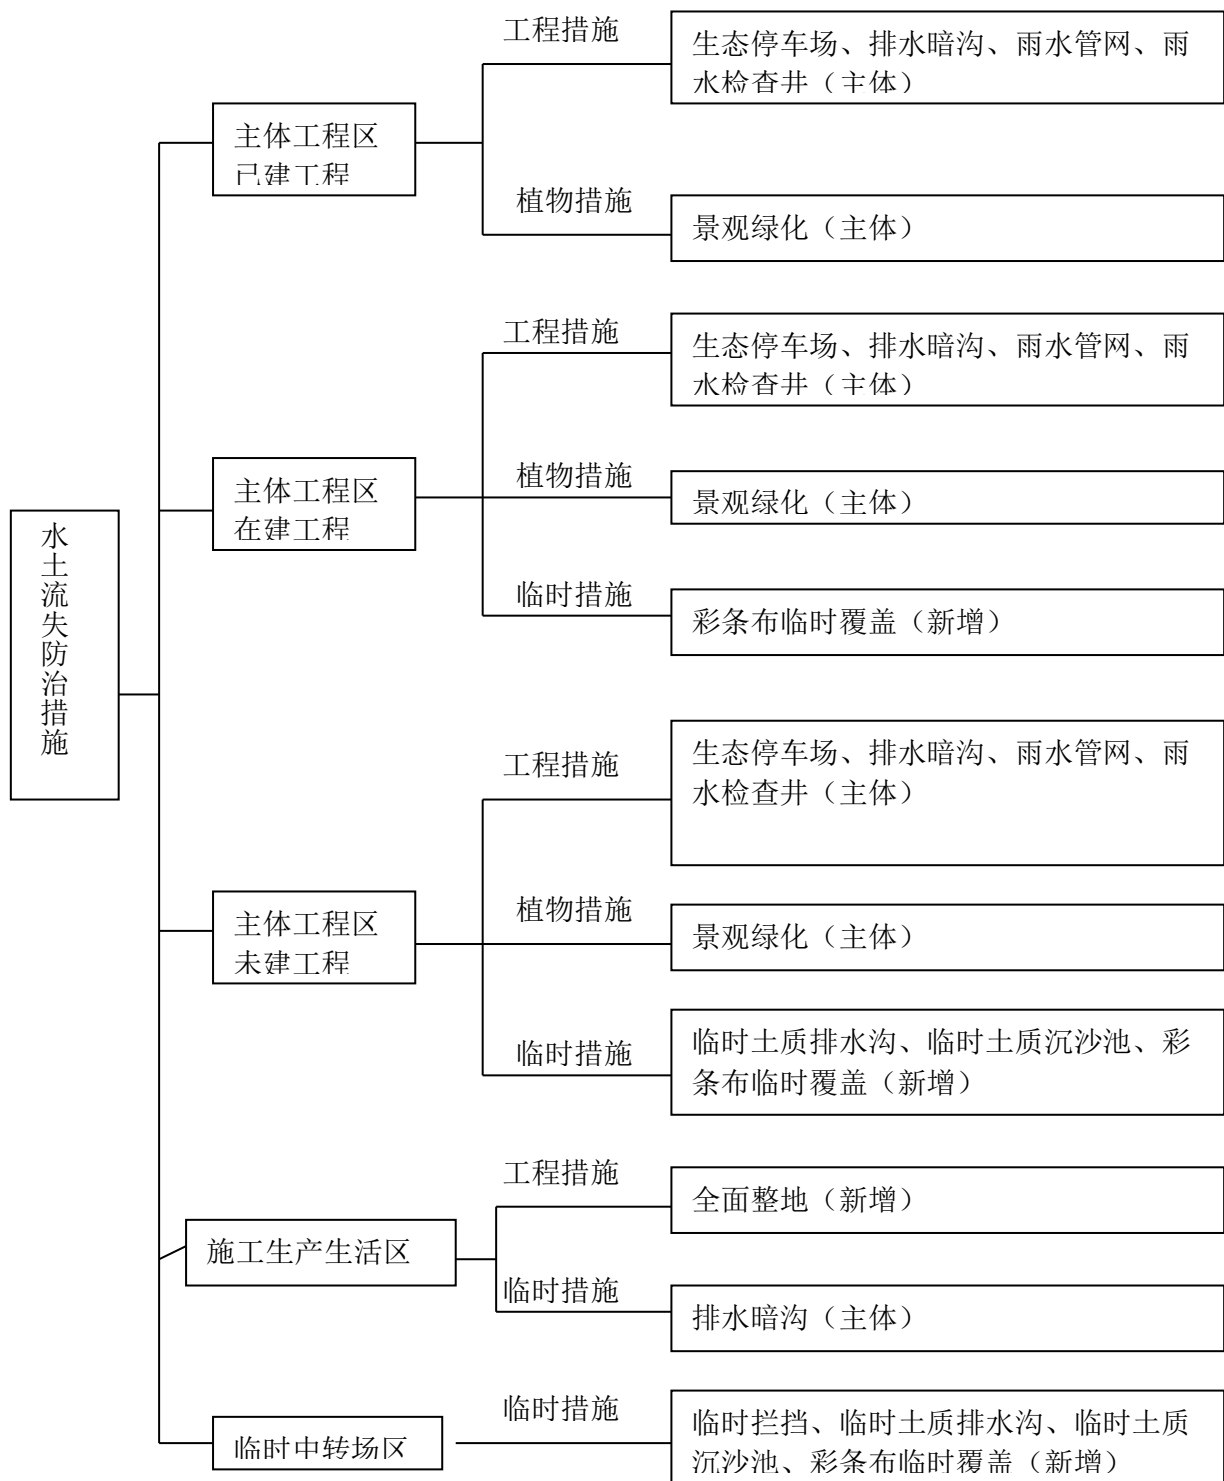 水土流失防治措施
主体工程区
已建工程
工程措施
生态停车场、排水暗沟、雨水管网、雨
水检查井（主体）
植物措施
景观绿化（主体）
主体工程区
在建工程
工程措施
生态停车场、排水暗沟、雨水管网、雨
水检查井（主体）
植物措施
景观绿化（主体）
临时措施
彩条布临时覆盖（新增）
主体工程区
未建工程
工程措施
生态停车场、排水暗沟、雨水管网、雨
水检查井（主体）
植物措施
景观绿化（主体）
临时措施
临时土质排水沟、临时土质沉沙池、彩
条布临时覆盖（新增）
施工生产生活区
工程措施
全面整地（新增）
临时措施
排水暗沟（主体）
临时中转场区
临时措施
临时拦挡、临时土质排水沟、临时土质
沉沙池、彩条布临时覆盖（新增）